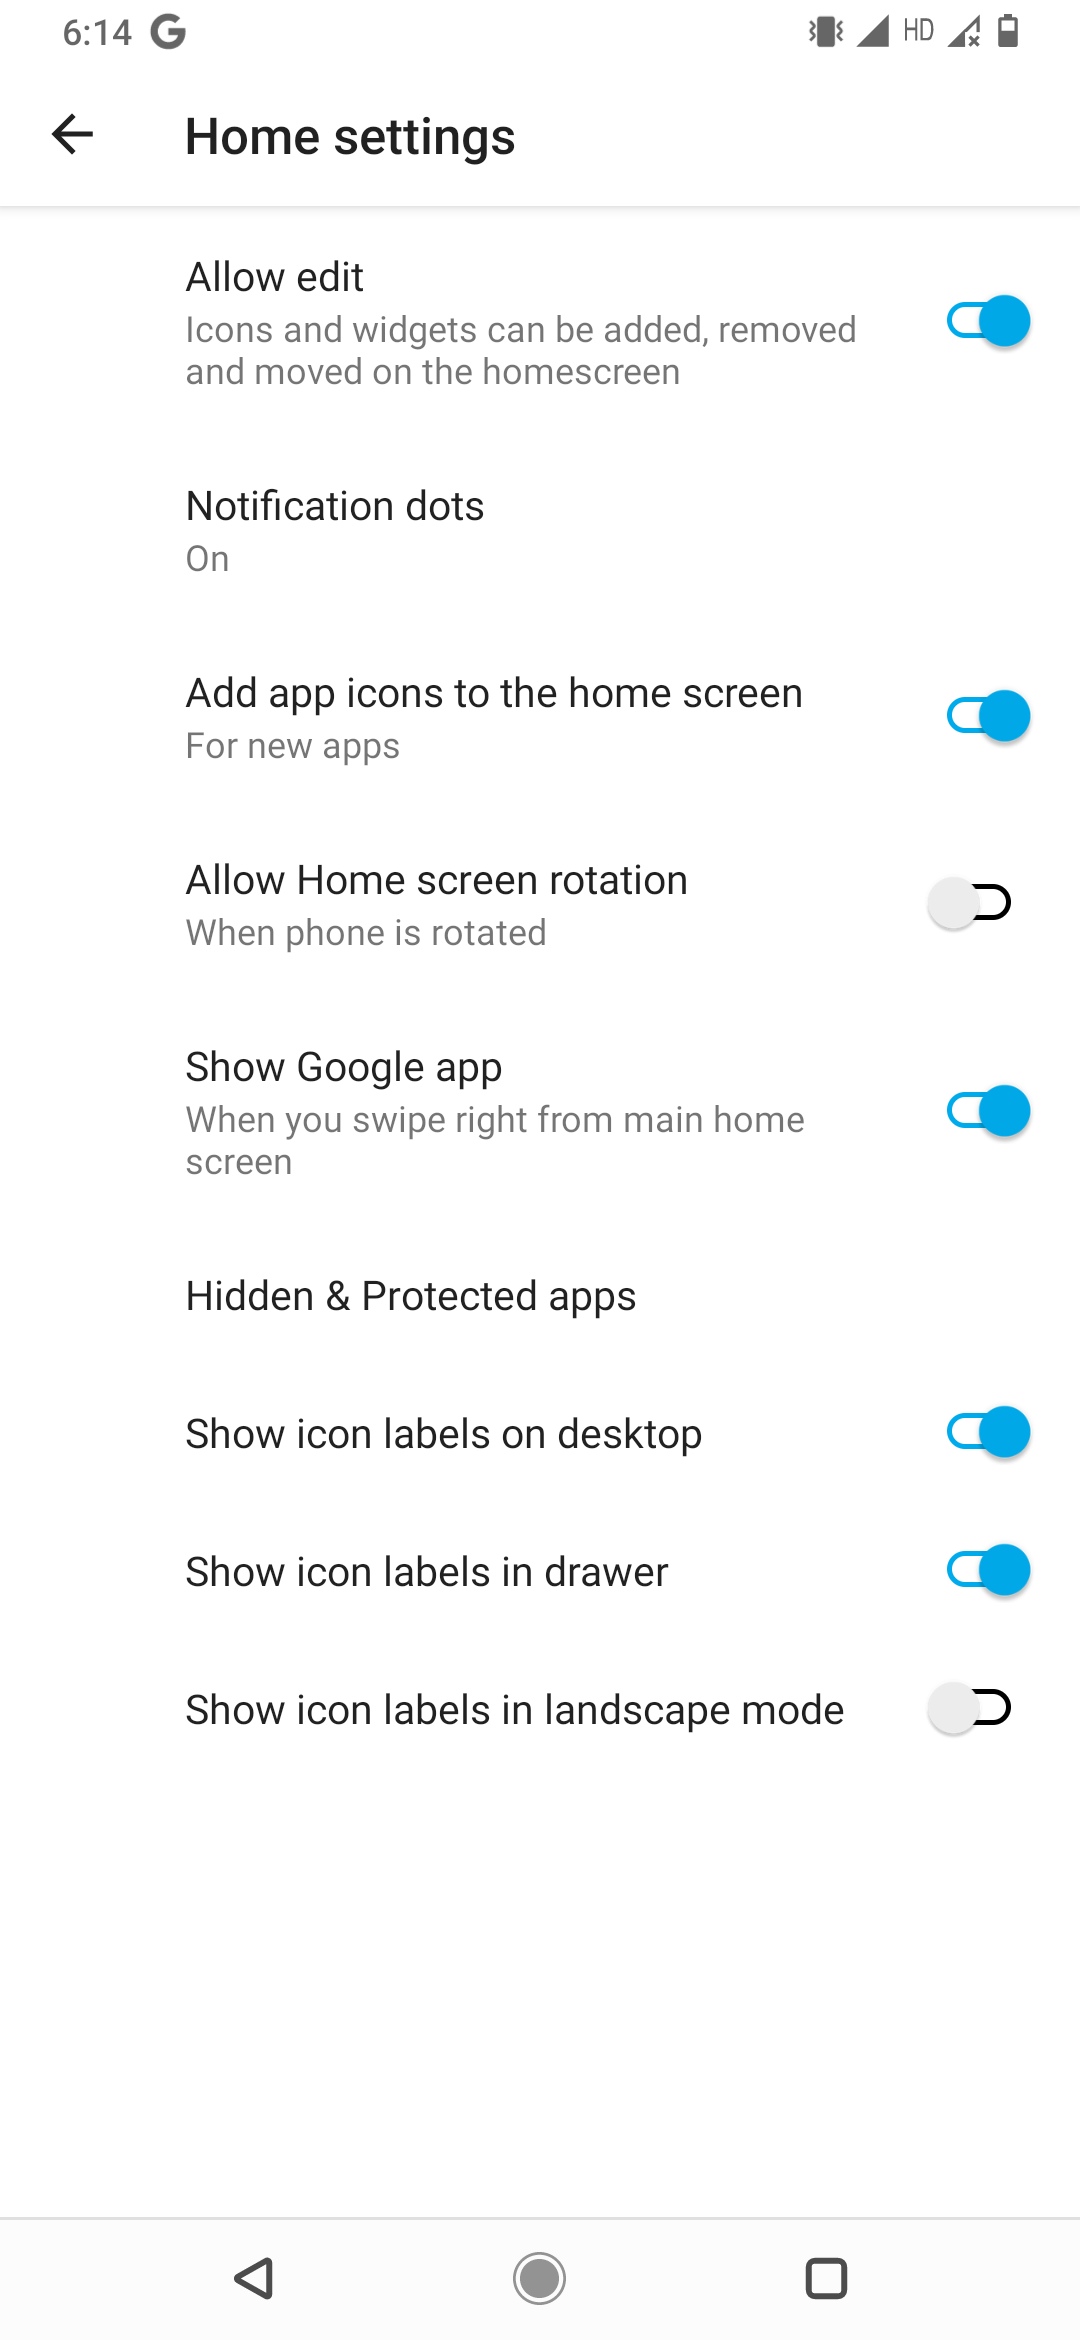 6:14 G HD
Home settings
Allow edit
Icons and widgets can be added, removed
and moved on the homescreen
Notification dots
On
Add app icons to the home screen
For new apps
Allow Home screen rotation
When phone is rotated
Show Google app
When you swipe right from main home
screen
Hidden & Protected apps
Show icon labels on desktop
Show icon labels in drawer
Show icon labels in landscape mode